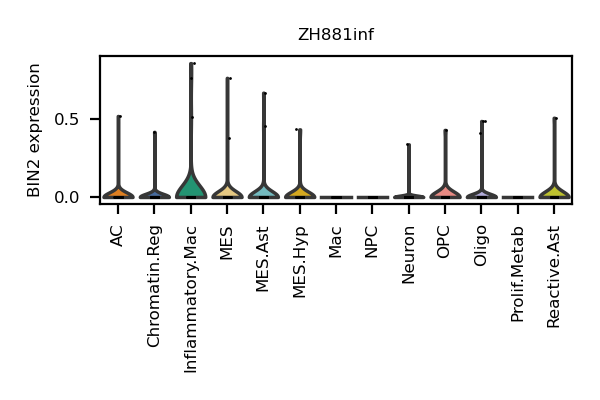 ZH881inf
BIN2 expression
0.5
0.0
AC
Chromatin.Reg
Inflammatory.Mac
MES
MES.Ast
MES.Hyp
Mac
NPC
Neuron
OPC
Oligo
Prolif.Metab
Reactive.Ast